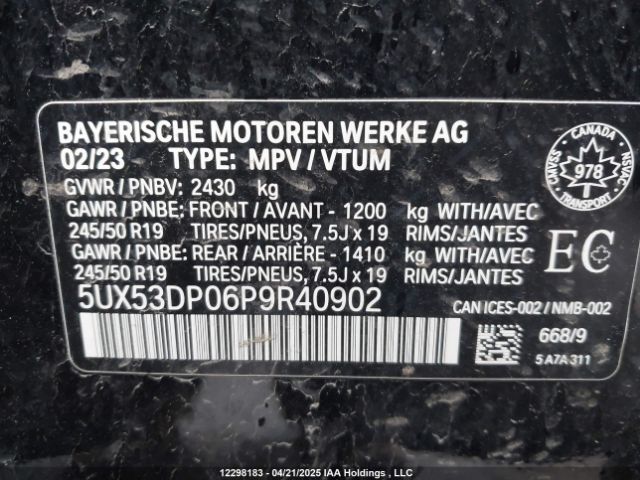 BAYERISCHE MOTOREN WERKE AG
02/23 TYPE: MPV / VTUM
GVWR / PNBV: 2430 kg
GAWR / PNBE: FRONT / AVANT - 1200 kg WITH/AVEC
245/50 R19 TIRES/PNEUS, 7.5J x 19 RIMS/JANTES
GAWR / PNBE: REAR / ARRIÈRE - 1410 kg WITH/AVEC
245/50 R19 TIRES/PNEUS, 7.5J x 19 RIMS/JANTES
5UX53DP06P9R40902
CANADA
CMVSS
978
NSVAC
TRANSPORT
EC
CAN ICES-002 / NMB-002
668/9
5 A7A 311
12298183 - 04/21/2025 IAA Holdings , LLC